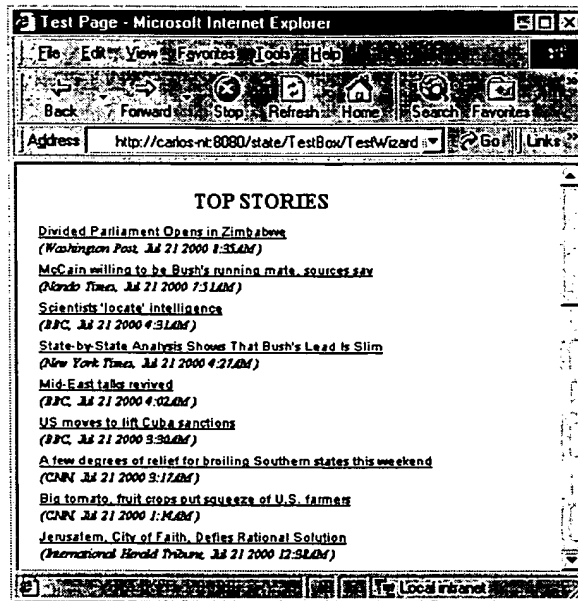 Test Page - Microsoft Internet Explorer
File Edit View Favorites Tools Help
Back Forward Stop Refresh Home Search Favorites
Address http://carlos-nt:8080/state/TestBox/TestWizard Go Links
TOP STORIES
Divided Parliament Opens in Zimbabwe
(Washington Post, Jul 21 2000 8:35AM)
McCain willing to be Bush's running mate, sources say
(Nando Times, Jul 21 2000 7:51AM)
Scientists 'locate' intelligence
(BBC, Jul 21 2000 4:31AM)
State-by-State Analysis Shows That Bush's Lead Is Slim
(New York Times, Jul 21 2000 4:27AM)
Mid-East talks revived
(BBC, Jul 21 2000 4:02AM)
US moves to lift Cuba sanctions
(BBC, Jul 21 2000 3:30AM)
A few degrees of relief for broiling Southern states this weekend
(CNN, Jul 21 2000 3:17AM)
Big tomato, fruit crops put squeeze of U.S. farmers
(CNN, Jul 21 2000 1:14AM)
Jerusalem, City of Faith, Defies Rational Solution
(International Herald Tribune, Jul 21 2000 12:38AM)
Local intranet